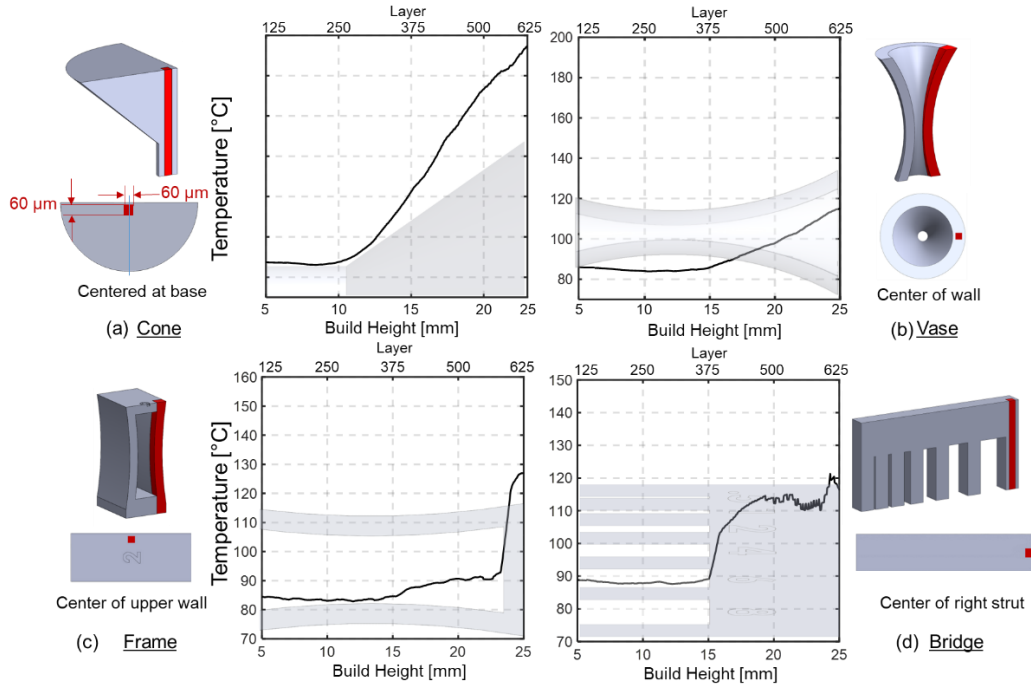 Layer
125 250 375 500 625
Temperature [°C]
5 10 15 20 25
Build Height [mm]
60 µm
60 µm
Centered at base
(a) Cone
Layer
125 250 375 500 625
200
180
160
140
120
100
80
5 10 15 20 25
Build Height [mm]
Center of wall
(b) Vase
Layer
125 250 375 500 625
160
150
140
130
120
110
100
90
80
70
Temperature [°C]
5 10 15 20 25
Build Height [mm]
2
Center of upper wall
(c) Frame
Layer
125 250 375 500 625
150
140
130
120
110
100
90
80
70
5 10 15 20 25
Build Height [mm]
Center of right strut
(d) Bridge